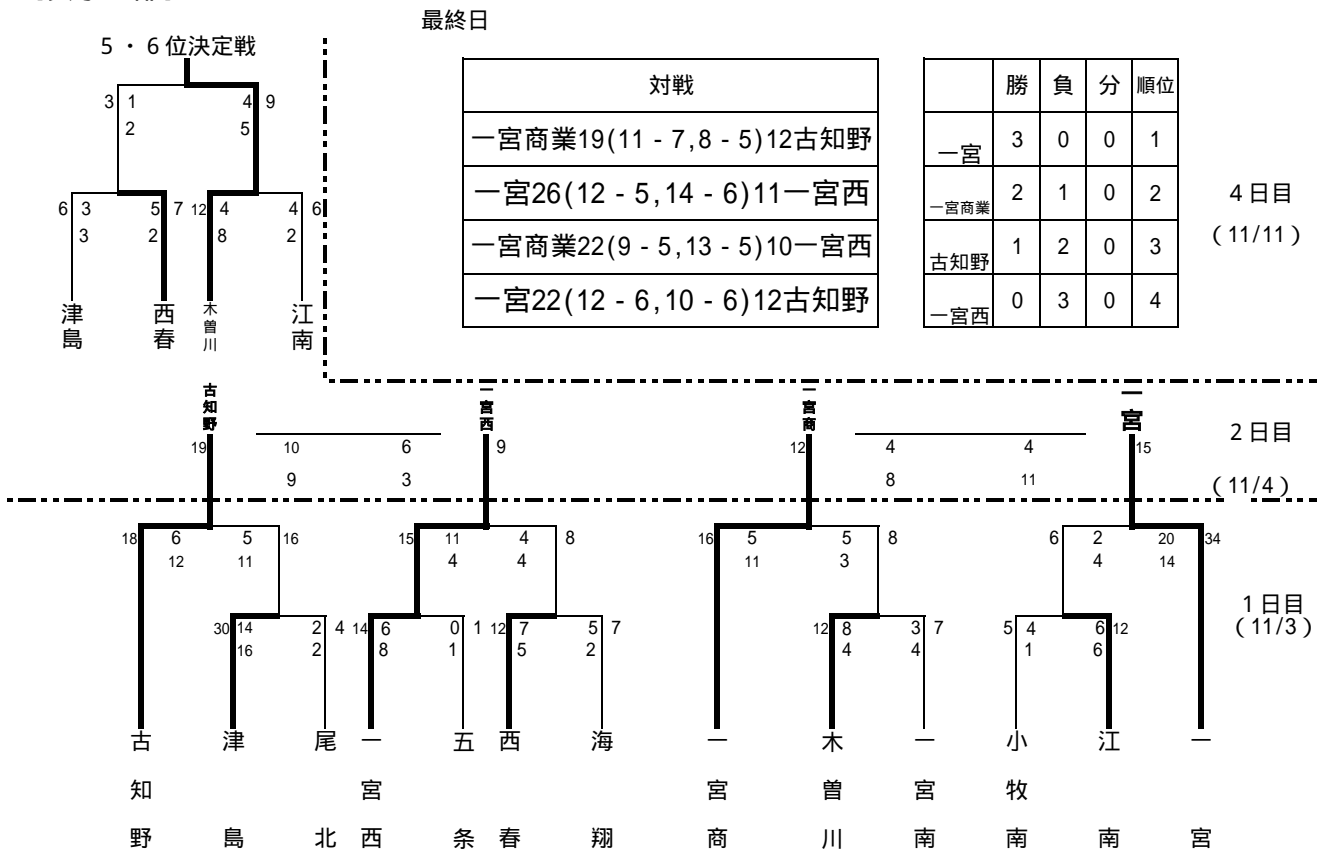 最終日
5・6位決定戦
3 1 4 9
2 5
6 3 5 7 12 4 4 6
3 2 8 2
津島 西春 木曽川 江南
対戦
一宮商業19(11 - 7,8 - 5)12古知野
一宮26(12 - 5,14 - 6)11一宮西
一宮商業22(9 - 5,13 - 5)10一宮西
一宮22(12 - 6,10 - 6)12古知野
勝 負 分 順位
一宮 3 0 0 1
一宮商業 2 1 0 2
古知野 1 2 0 3
一宮西 0 3 0 4
4日目
(11/11)
古知野 一宮西 一宮商 一宮
19 10 6 9 12 4 4 15
9 3 8 11
2日目
(11/4)
18 6 5 16 15 11 4 8 16 5 5 8 6 2 20 34
12 11 4 4 11 3 4 14
1日目
(11/3)
30 14 2 4 14 6 0 1 12 7 5 7 12 8 3 7 5 4 6 12
16 2 8 1 5 2 4 4 1 6
古知野 津島 尾北 一宮西 五条 西春 海翔 一宮商 木曽川 一宮南 小牧南 江南 一宮